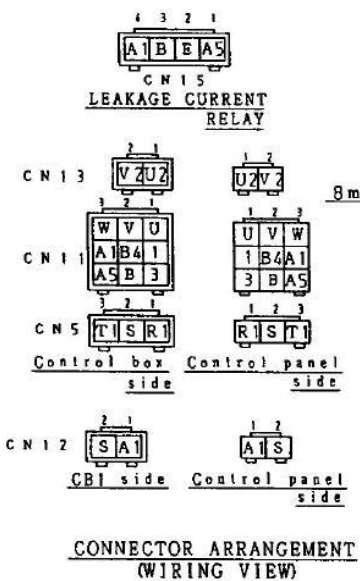 4 3 2 1
A1 B E A5
CN15
LEAKAGE CURRENT
RELAY
2 1 1 2
CN13 V2 U2 U2 V2
8m
3 2 1 1 2 3
W V U U V W
CN11 A1 B4 1 1 B4 A1
A5 B 3 3 B A5
3 2 1 1 2 3
CN5 T1 S R1 R1 S T1
Control box Control panel
side side
2 1 1 2
CN12 S A1 A1 S
CB1 side Control panel
side
CONNECTOR ARRANGEMENT
(WIRING VIEW)